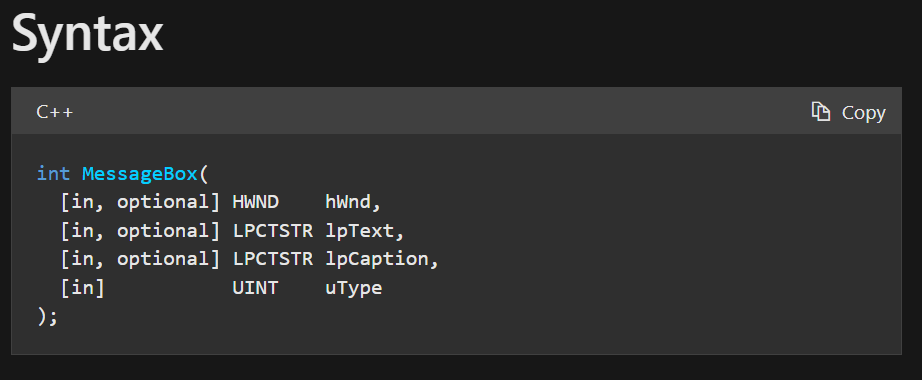 Syntax
C++ Copy
int MessageBox(
  [in, optional] HWND    hWnd,
  [in, optional] LPCTSTR lpText,
  [in, optional] LPCTSTR lpCaption,
  [in]           UINT    uType
);